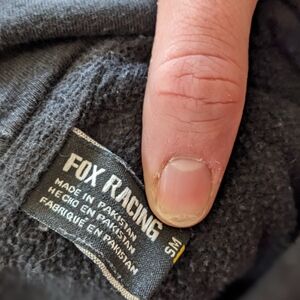 FOX RACING
MADE IN PAKISTAN
HECHO EN PAKISTAN
FABRIQUE EN PAKISTAN
SM